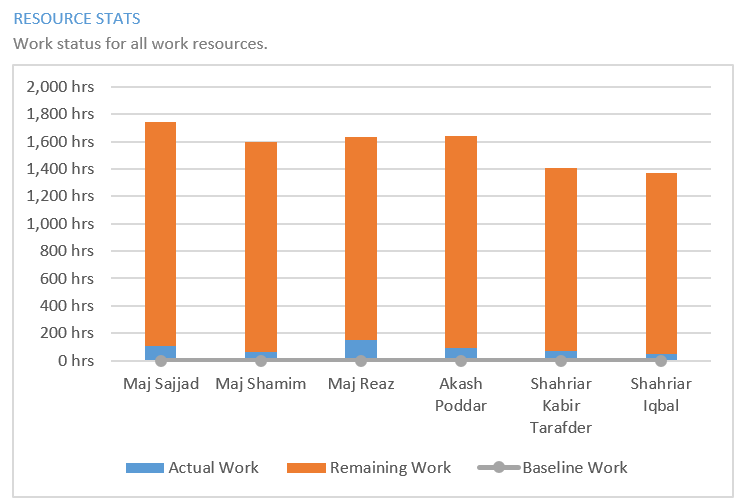 RESOURCE STATS
Work status for all work resources.
2,000 hrs
1,800 hrs
1,600 hrs
1,400 hrs
1,200 hrs
1,000 hrs
800 hrs
600 hrs
400 hrs
200 hrs
0 hrs
Maj Sajjad Maj Shamim Maj Reaz Akash Shahriar Shahriar
Poddar Kabir Iqbal
Tarafder
Actual Work Remaining Work Baseline Work